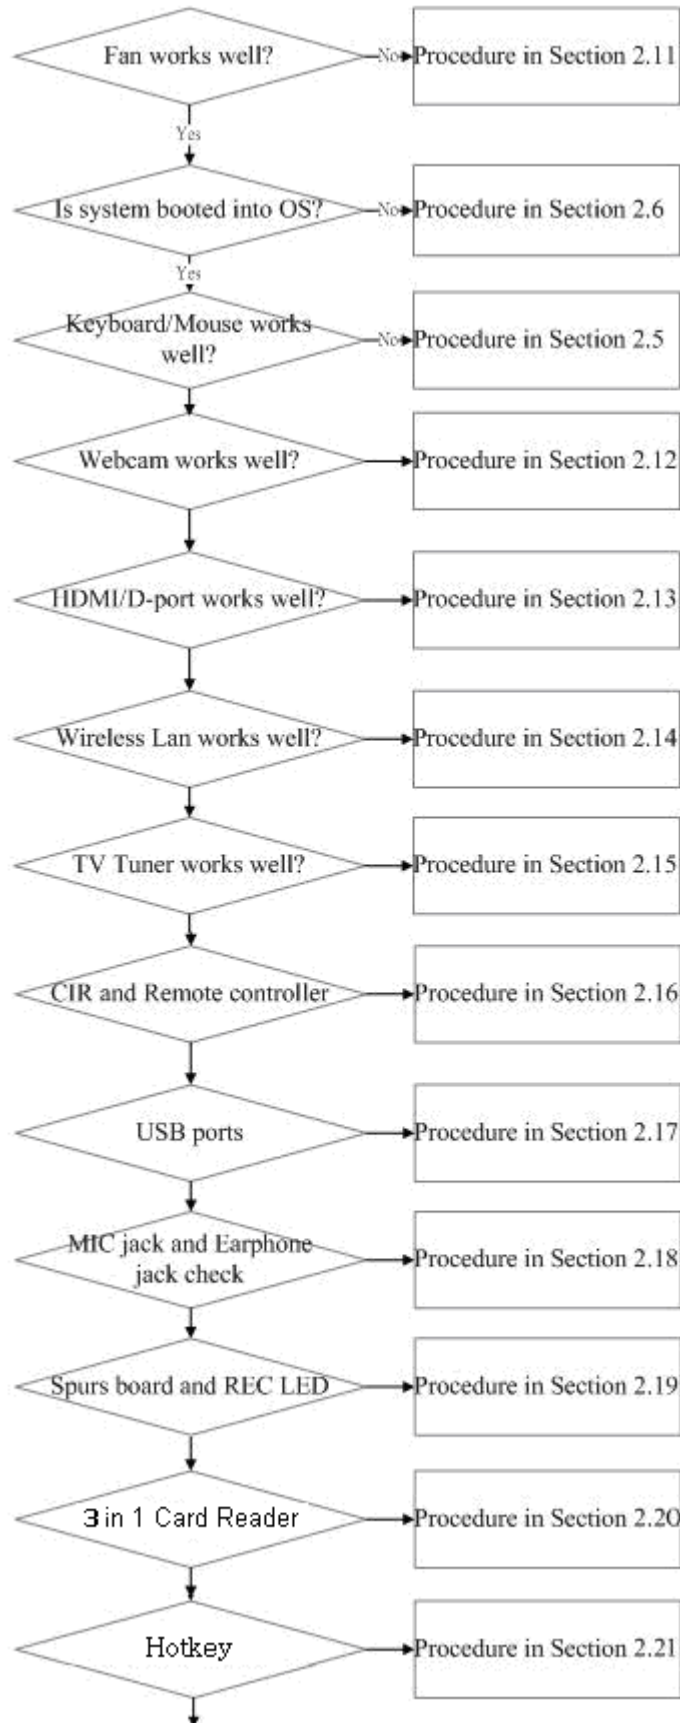 Fan works well?
No
Procedure in Section 2.11
Yes
Is system booted into OS?
No
Procedure in Section 2.6
Yes
Keyboard/Mouse works
well?
No
Procedure in Section 2.5
Webcam works well?
Procedure in Section 2.12
HDMI/D-port works well?
Procedure in Section 2.13
Wireless Lan works well?
Procedure in Section 2.14
TV Tuner works well?
Procedure in Section 2.15
CIR and Remote controller
Procedure in Section 2.16
USB ports
Procedure in Section 2.17
MIC jack and Earphone
jack check
Procedure in Section 2.18
Spurs board and REC LED
Procedure in Section 2.19
3 in 1 Card Reader
Procedure in Section 2.20
Hotkey
Procedure in Section 2.21